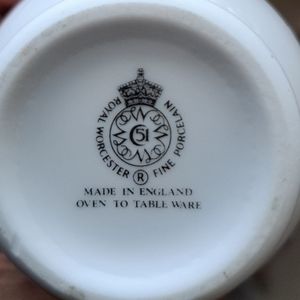 ROYAL WORCESTER FINE PORCELAIN
51
®
MADE IN ENGLAND
OVEN TO TABLE WARE